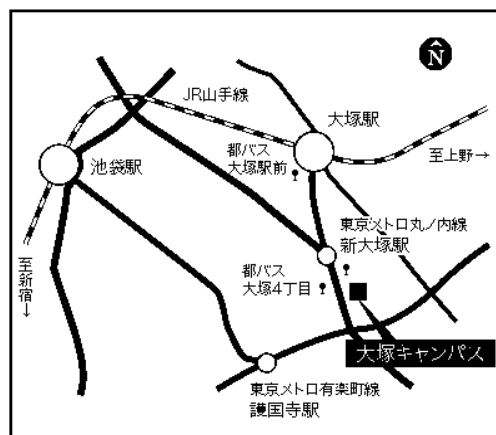 N
JR山手線
大塚駅
都バス
大塚駅前
至上野→
池袋駅
東京メトロ丸ノ内線
新大塚駅
至新宿→
都バス
大塚4丁目
大塚キャンパス
東京メトロ有楽町線
護国寺駅